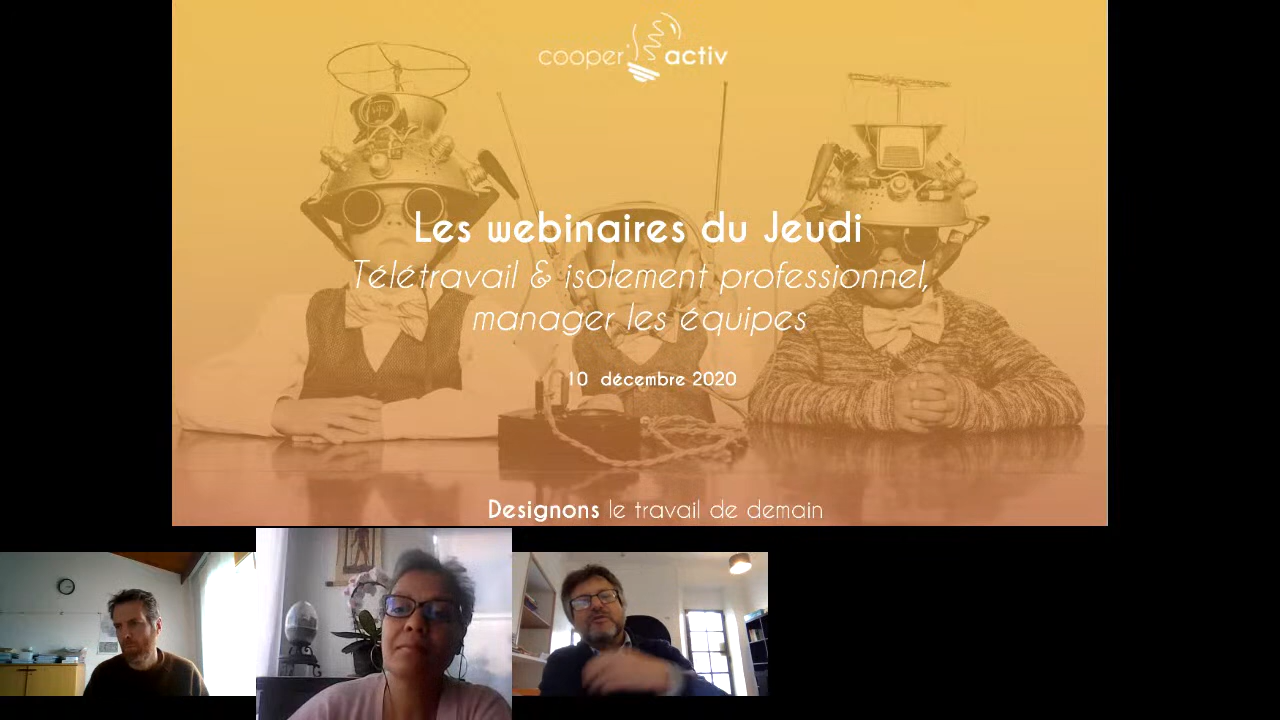 cooper activ
Les webinaires du Jeudi
Télétravail & isolement professionnel,
manager les équipes
10 décembre 2020
Designons le travail de demain